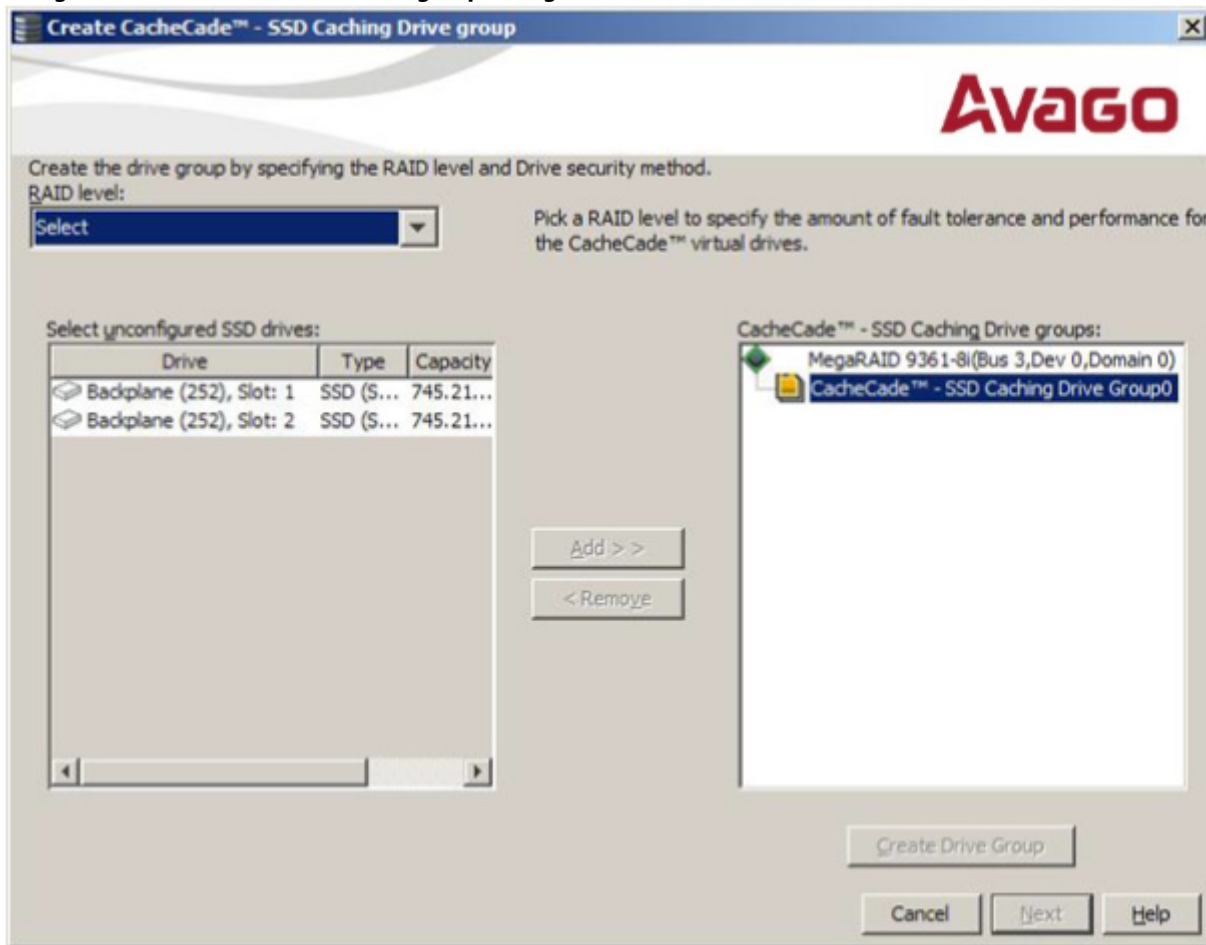 Create CacheCade™ - SSD Caching Drive group
Avago
Create the drive group by specifying the RAID level and Drive security method.
RAID level:
Select
Pick a RAID level to specify the amount of fault tolerance and performance for
the CacheCade™ virtual drives.
Select unconfigured SSD drives:
Drive Type Capacity
Backplane (252), Slot: 1 SSD (S... 745.21...
Backplane (252), Slot: 2 SSD (S... 745.21...
Add > >
< Remove
CacheCade™ - SSD Caching Drive groups:
MegaRAID 9361-8i(Bus 3,Dev 0,Domain 0)
CacheCade™ - SSD Caching Drive Group0
Create Drive Group
Cancel Next Help